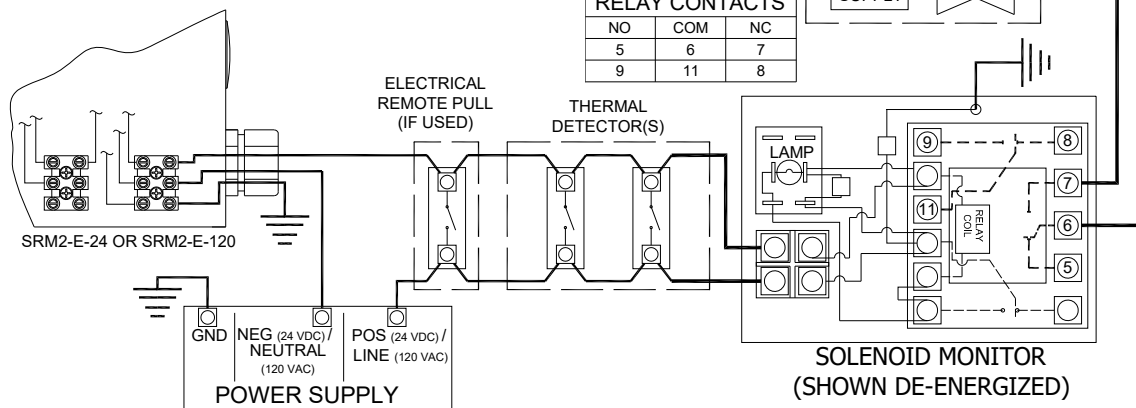 RELAY CONTACTS
NO COM NC
5 6 7
9 11 8
ELECTRICAL
REMOTE PULL
(IF USED)
THERMAL
DETECTOR(S)
LAMP
9
8
7
11
RELAY
COIL
6
5
SRM2-E-24 OR SRM2-E-120
GND
NEG (24 VDC) /
NEUTRAL
(120 VAC)
POS (24 VDC) /
LINE (120 VAC)
POWER SUPPLY
SOLENOID MONITOR
(SHOWN DE-ENERGIZED)